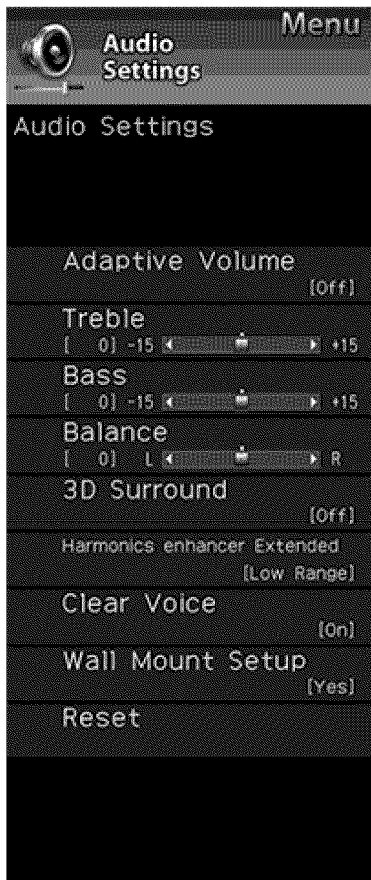 Menu
Audio
Settings
Audio Settings
Adaptive Volume
[Off]
Treble
[ 0] -15 +15
Bass
[ 0] -15 +15
Balance
[ 0] L R
3D Surround
[Off]
Harmonics enhancer Extended
[Low Range]
Clear Voice
[On]
Wall Mount Setup
[Yes]
Reset